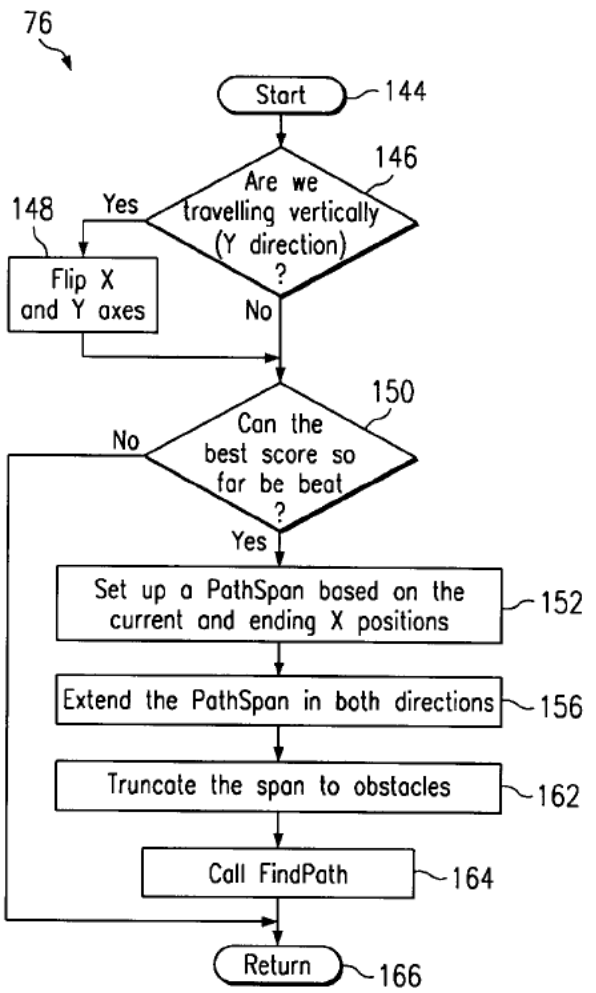 76
Start
144
146
Are we
travelling vertically
(Y direction)
?
Yes
148
Flip X
and Y axes
No
150
Can the
best score so
far be beat
?
No
Yes
Set up a PathSpan based on the
current and ending X positions
152
Extend the PathSpan in both directions
156
Truncate the span to obstacles
162
Call FindPath
164
Return
166